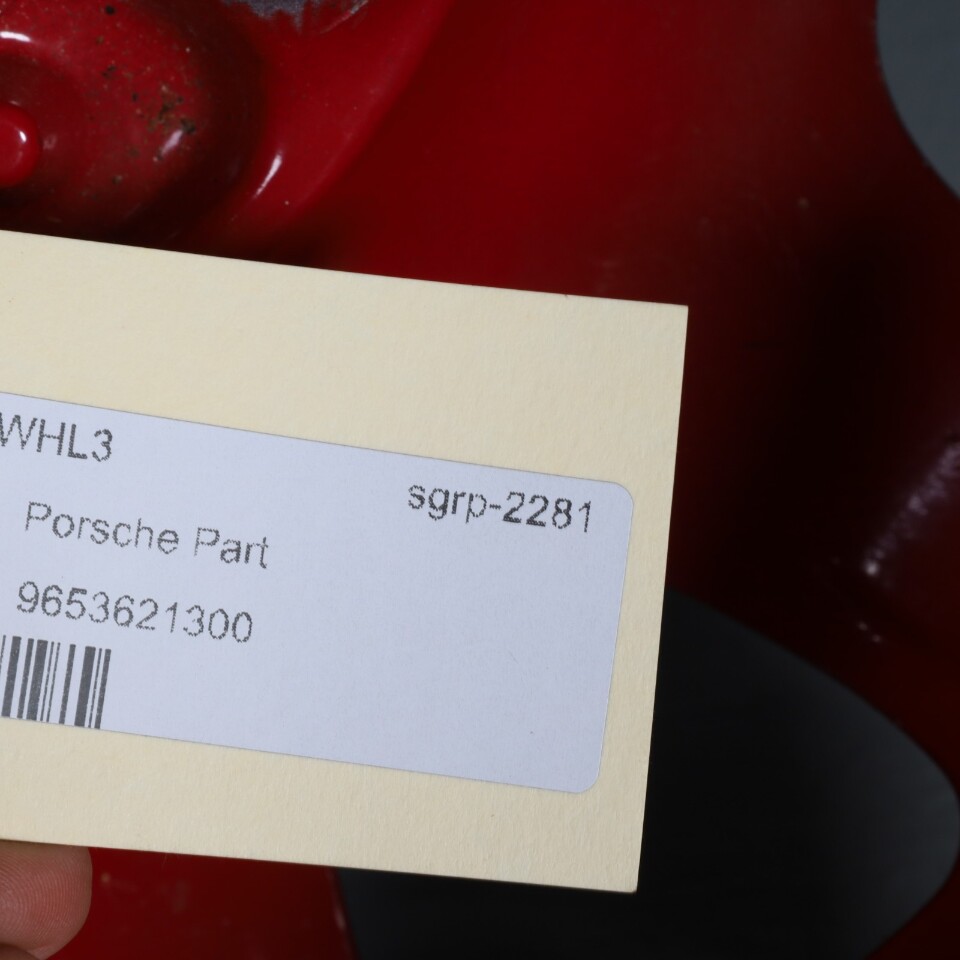 WHL3
sgrp-2281
Porsche Part
9653621300